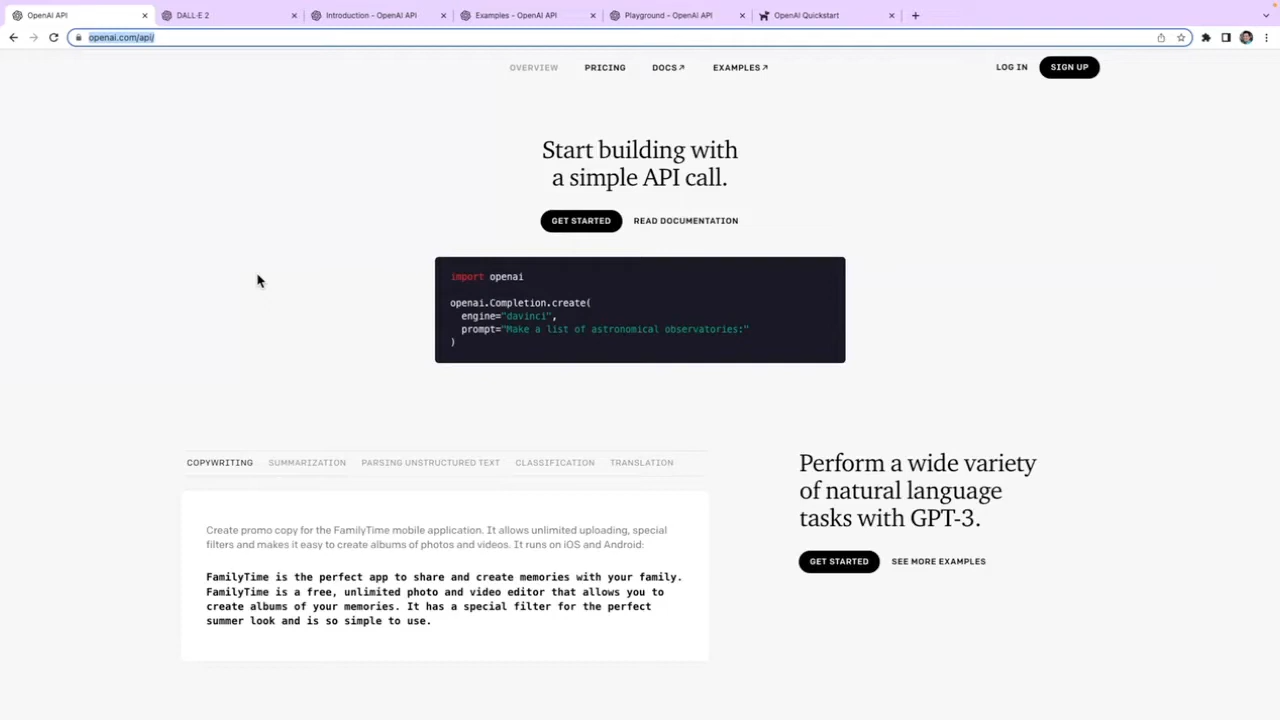 OpenAI API
DALL·E 2
Introduction - OpenAI API
Examples - OpenAI API
Playground - OpenAI API
OpenAI Quickstart
openai.com/api/
OVERVIEW
PRICING
DOCS↗
EXAMPLES↗
LOG IN
SIGN UP
Start building with
a simple API call.
GET STARTED
READ DOCUMENTATION
import openai
openai.Completion.create(
engine="davinci",
prompt="Make a list of astronomical observatories:"
)
COPYWRITING
SUMMARIZATION
PARSING UNSTRUCTURED TEXT
CLASSIFICATION
TRANSLATION
Create promo copy for the FamilyTime mobile application. It allows unlimited uploading, special
filters and makes it easy to create albums of photos and videos. It runs on iOS and Android:
FamilyTime is the perfect app to share and create memories with your family.
FamilyTime is a free, unlimited photo and video editor that allows you to
create albums of your memories. It has a special filter for the perfect
summer look and is so simple to use.
Perform a wide variety
of natural language
tasks with GPT-3.
GET STARTED
SEE MORE EXAMPLES